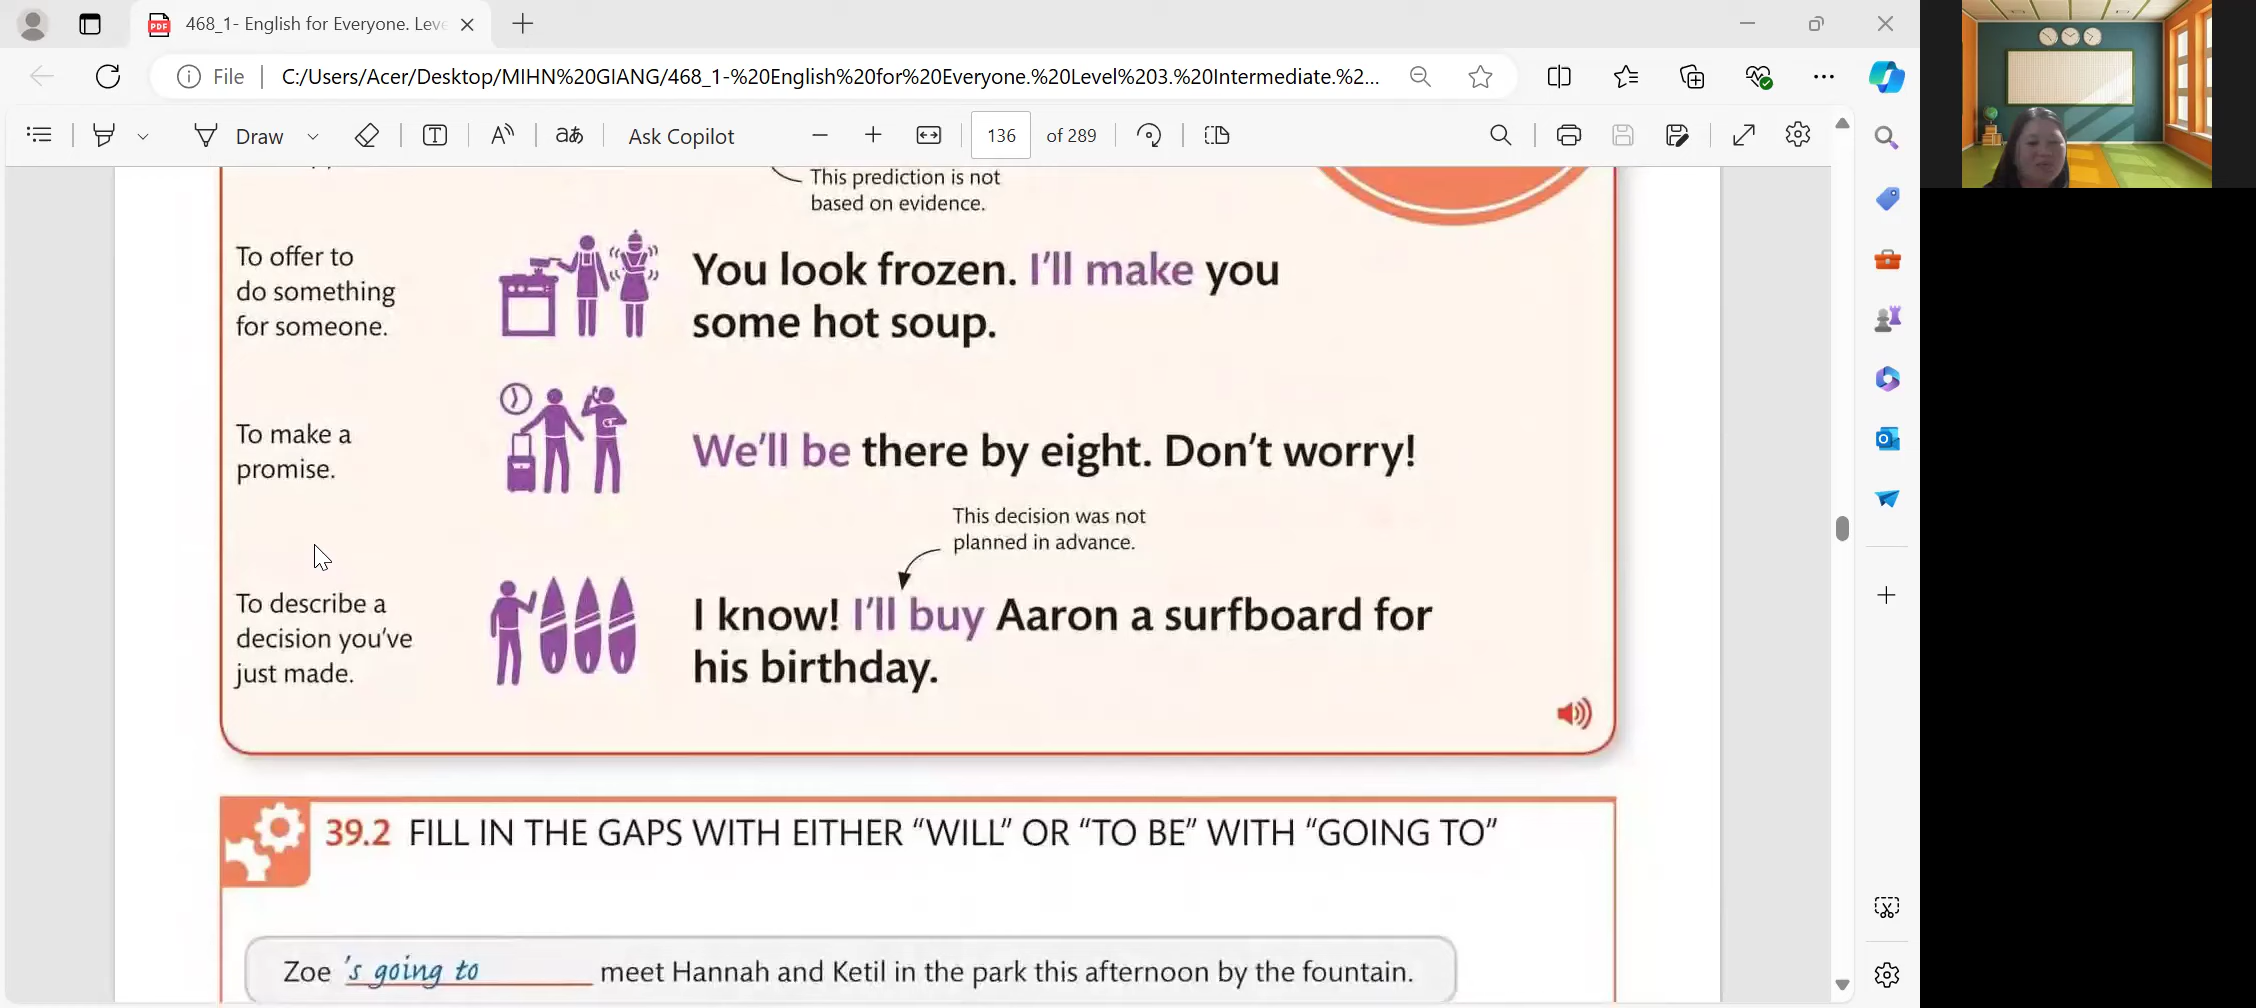 468_1- English for Everyone. Leve
File
C:/Users/Acer/Desktop/MIHN%20GIANG/468_1-%20English%20for%20Everyone.%20Level%203.%20Intermediate.%2...
Draw
Ask Copilot
136 of 289
This prediction is not
based on evidence.
To offer to
do something
for someone.
You look frozen. I'll make you
some hot soup.
To make a
promise.
We'll be there by eight. Don't worry!
This decision was not
planned in advance.
To describe a
decision you've
just made.
I know! I'll buy Aaron a surfboard for
his birthday.
39.2 FILL IN THE GAPS WITH EITHER “WILL” OR “TO BE” WITH “GOING TO”
Zoe 's going to meet Hannah and Ketil in the park this afternoon by the fountain.